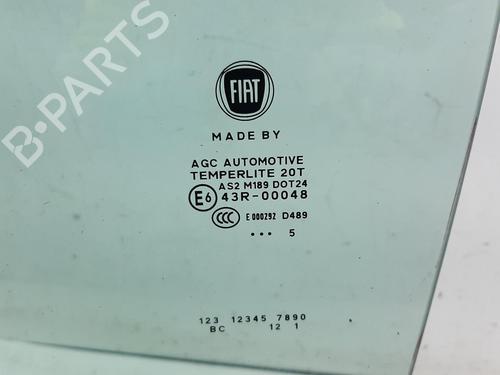 B-PARTS
FIAT
MADE BY
AGC AUTOMOTIVE
TEMPERLITE 20T
AS2 M189 DOT24
E6 43R-00048
CCC E 000292 D489
••• 5
123 12345 7890
BC 12 1